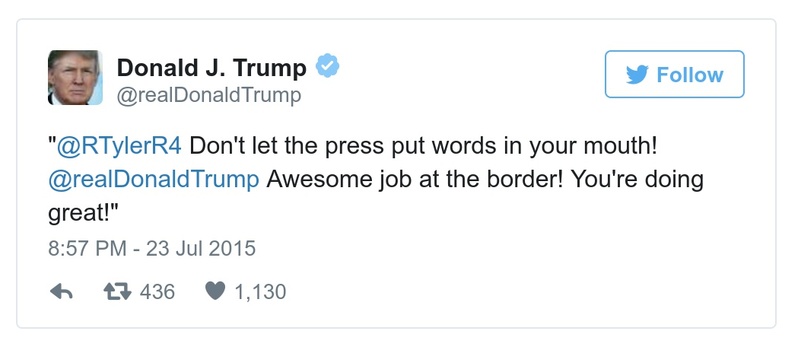 Donald J. Trump
@realDonaldTrump
Follow
"@RTylerR4 Don't let the press put words in your mouth!
@realDonaldTrump Awesome job at the border! You're doing
great!"
8:57 PM - 23 Jul 2015
436 1,130